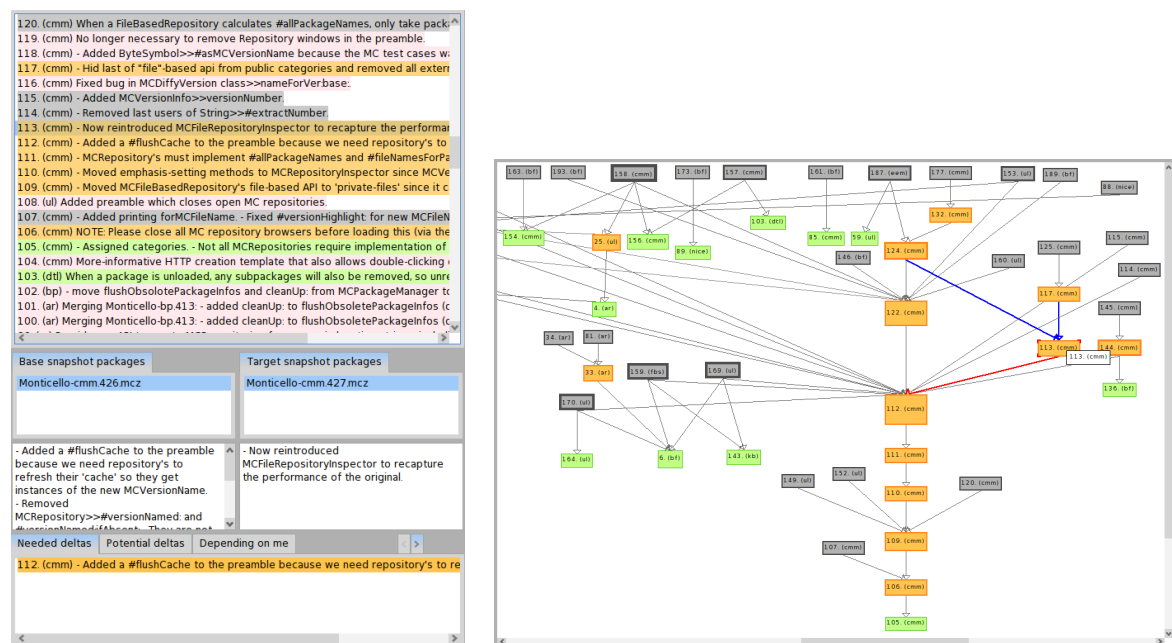 120. (cmm) When a FileBasedRepository calculates #allPackageNames, only take pack
119. (cmm) No longer necessary to remove Repository windows in the preamble.
118. (cmm) - Added ByteSymbol>>#asMCVersionName because the MC test cases
117. (cmm) - Hid last of "file"-based api from public categories and removed all
116. (cmm) Fixed bug in MCDiffyVersion class>>nameForVer:base:.
115. (cmm) - Added MCVersionInfo>>versionNumber.
114. (cmm) - Removed last users of String>>#extractNumber.
113. (cmm) - Now reintroduced MCFileRepositoryInspector to recapture the
112. (cmm) - Added a #flushCache to the preamble because we need repository's to
111. (cmm) - MCRepository's must implement #allPackageNames and
110. (cmm) - Moved emphasis-setting methods to MCRepositoryInspector since
109. (cmm) - Moved MCFileBasedRepository's file-based API to 'private-files' since it
108. (ul) Added preamble which closes open MC repositories.
107. (cmm) - Added printing forMCFileName. - Fixed #versionHighlight: for new
106. (cmm) NOTE: Please close all MC repository browsers before loading this (via the
105. (cmm) - Assigned categories. - Not all MCRepositories require implementation of
104. (cmm) More-informative HTTP creation template that also allows double-clicking
103. (dtl) When a package is unloaded, any subpackages will also be removed, so
102. (bp) - move flushObsolotePackageInfos and cleanUp: from MCPackageManager to
101. (ar) Merging Monticello-bp.413: - added cleanUp: to flushObsoletePackageInfos
100. (ar) Merging Monticello-bp.413: - added cleanUp: to flushObsoletePackageInfos
Base snapshot packages
Target snapshot packages
Monticello-cmm.426.mcz
Monticello-cmm.427.mcz
- Added a #flushCache to the preamble
because we need repository's to
refresh their 'cache' so they get
instances of the new MCVersionName.
- Removed
MCRepository>>#versionNamed: and
- Now reintroduced
MCFileRepositoryInspector to recapture
the performance of the original.
Needed deltas
Potential deltas
Depending on me
112. (cmm) - Added a #flushCache to the preamble because we need repository's to re
163. (bf)
193. (bf)
158. (cmm)
173. (bf)
157. (cmm)
161. (bf)
187. (eem)
177. (cmm)
153. (ul)
189. (bf)
88. (nice)
103. (dtl)
132. (cmm)
154. (cmm)
25. (ul)
156. (cmm)
89. (nice)
85. (cmm)
59. (ul)
124. (cmm)
125. (cmm)
115. (cmm)
146. (bf)
160. (ul)
114. (cmm)
117. (cmm)
4. (ar)
122. (cmm)
145. (cmm)
34. (ar)
81. (ar)
113. (cmm)
144. (cmm)
113. (cmm)
33. (ar)
159. (fbs)
169. (ul)
136. (bf)
170. (ul)
112. (cmm)
164. (ul)
6. (bf)
143. (kb)
111. (cmm)
149. (ul)
152. (ul)
110. (cmm)
120. (cmm)
107. (cmm)
109. (cmm)
106. (cmm)
105. (cmm)